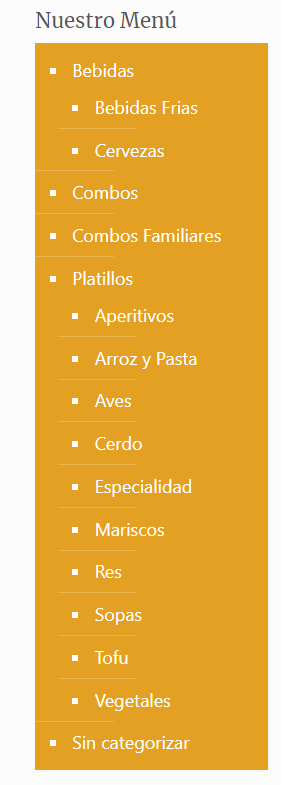 Nuestro Menú
Bebidas
Bebidas Frias
Cervezas
Combos
Combos Familiares
Platillos
Aperitivos
Arroz y Pasta
Aves
Cerdo
Especialidad
Mariscos
Res
Sopas
Tofu
Vegetales
Sin categorizar